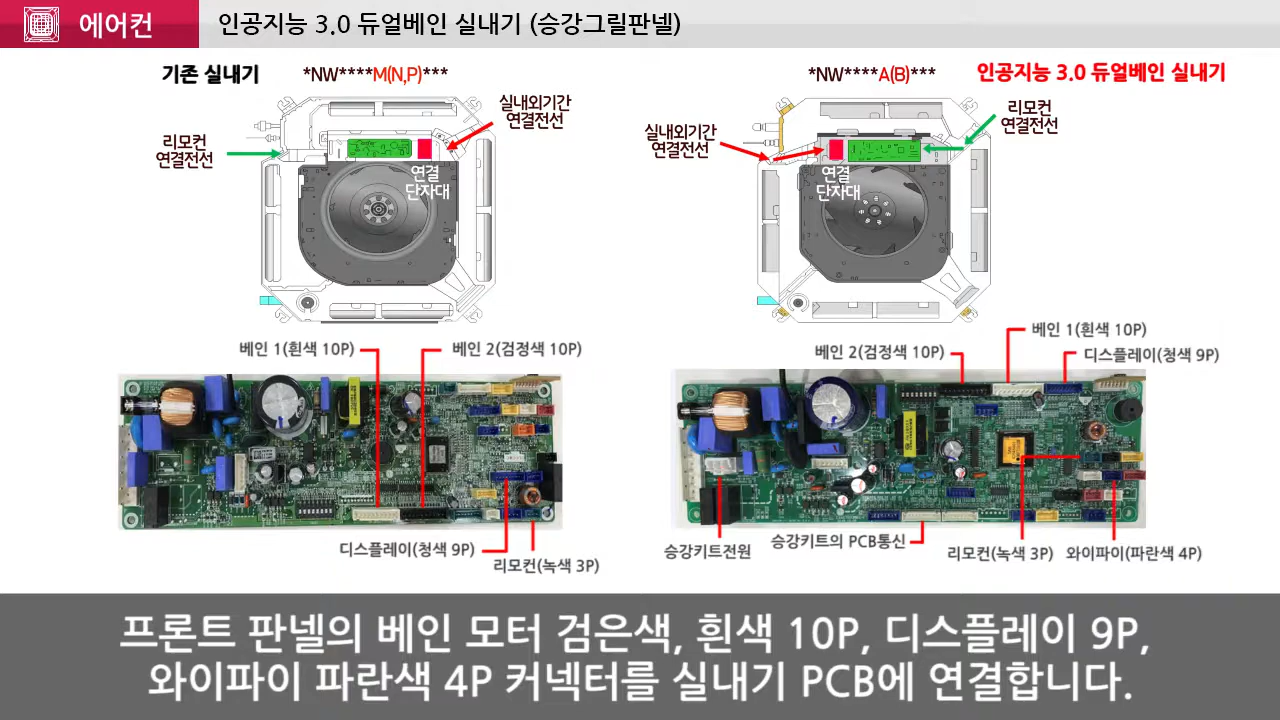 에어컨
인공지능 3.0 듀얼베인 실내기 (승강그릴판넬)
기존 실내기
*NW****M(N,P)***
*NW****A(B)***
인공지능 3.0 듀얼베인 실내기
실내외기간
연결전선
리모컨
연결전선
연결
단자대
실내외기간
연결전선
리모컨
연결전선
연결
단자대
베인 1(흰색 10P)
베인 2(검정색 10P)
베인 2(검정색 10P)
베인 1(흰색 10P)
디스플레이(청색 9P)
디스플레이(청색 9P)
리모컨(녹색 3P)
승강키트전원
승강키트의 PCB통신
리모컨(녹색 3P)
와이파이(파란색 4P)
프론트 판넬의 베인 모터 검은색, 흰색 10P, 디스플레이 9P,
와이파이 파란색 4P 커넥터를 실내기 PCB에 연결합니다.